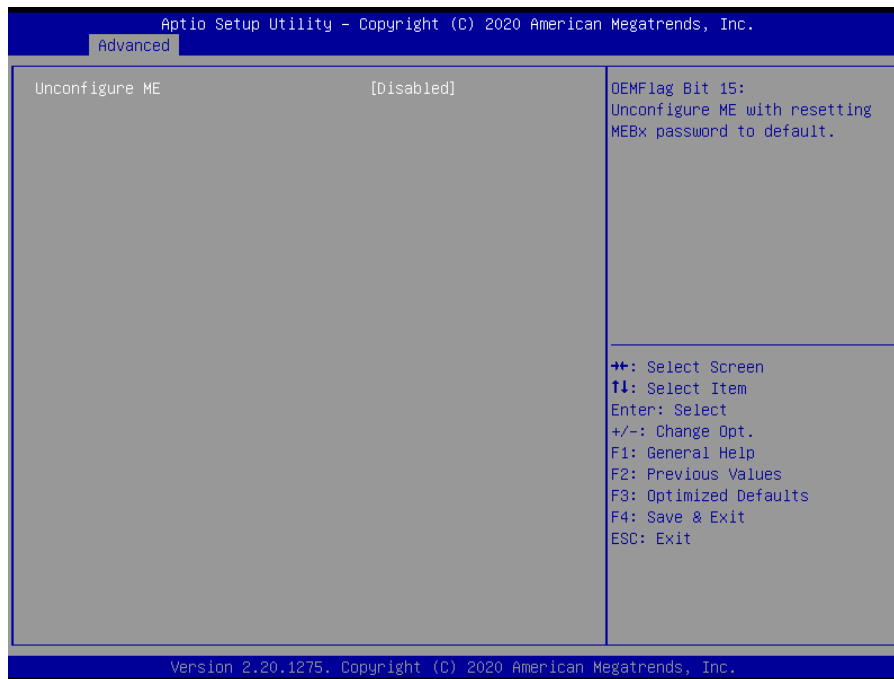 Aptio Setup Utility – Copyright (C) 2020 American Megatrends, Inc.
Advanced
Unconfigure ME [Disabled]
OEMFlag Bit 15:
Unconfigure ME with resetting
MEBx password to default.
→←: Select Screen
↑↓: Select Item
Enter: Select
+/-: Change Opt.
F1: General Help
F2: Previous Values
F3: Optimized Defaults
F4: Save & Exit
ESC: Exit
Version 2.20.1275. Copyright (C) 2020 American Megatrends, Inc.